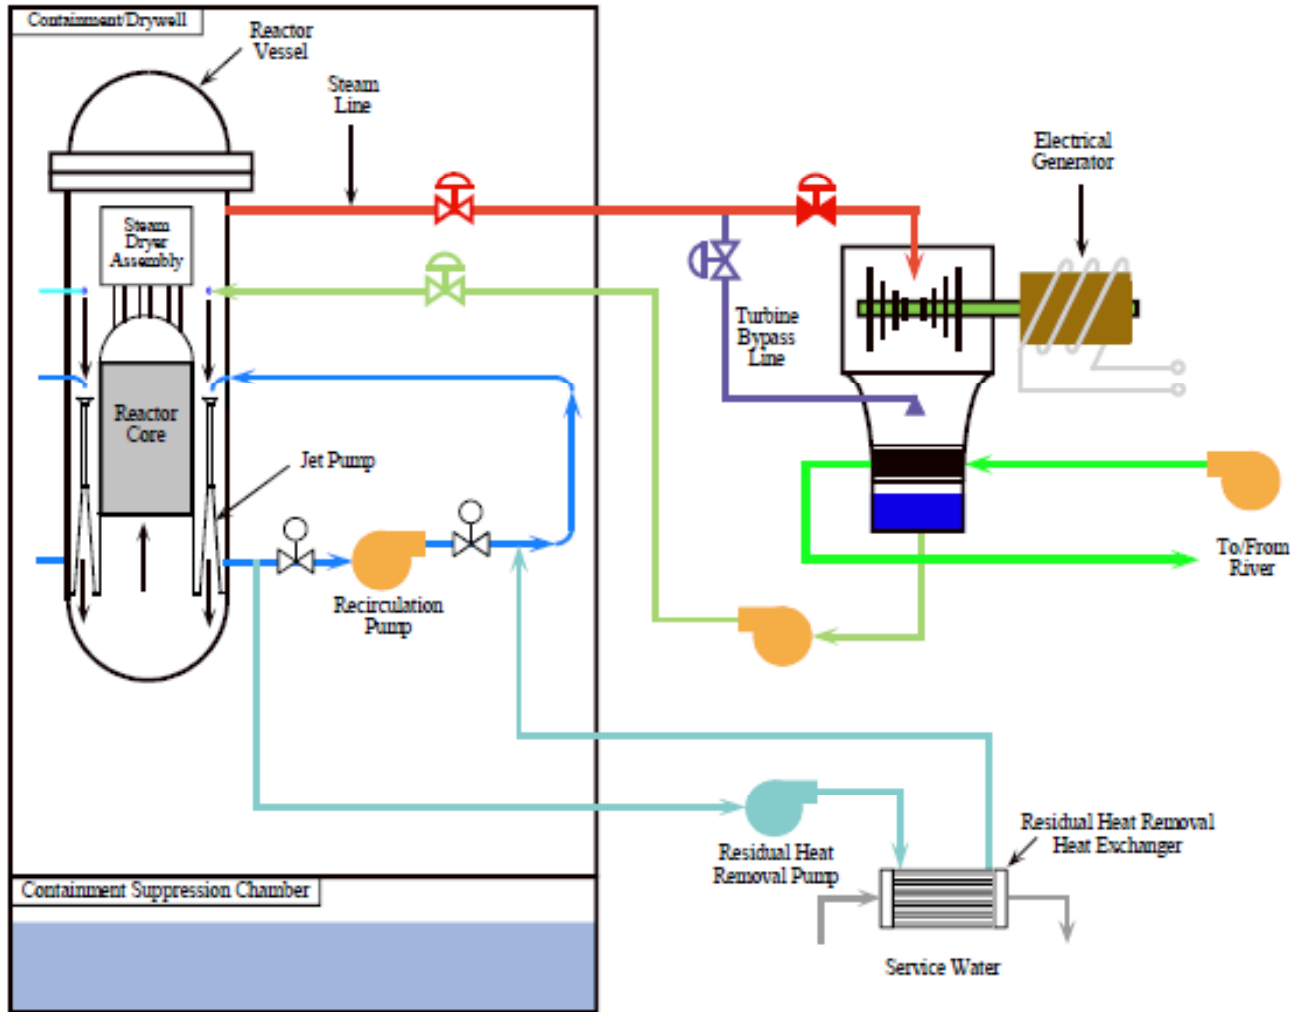 Containment/Drywell
Reactor
Vessel
Steam
Line
Electrical
Generator
Steam
Dryer
Assembly
Turbine
Bypass
Line
Reactor
Core
Jet Pump
Recirculation
Pump
To/From
River
Residual Heat
Removal Pump
Residual Heat Removal
Heat Exchanger
Containment Suppression Chamber
Service Water